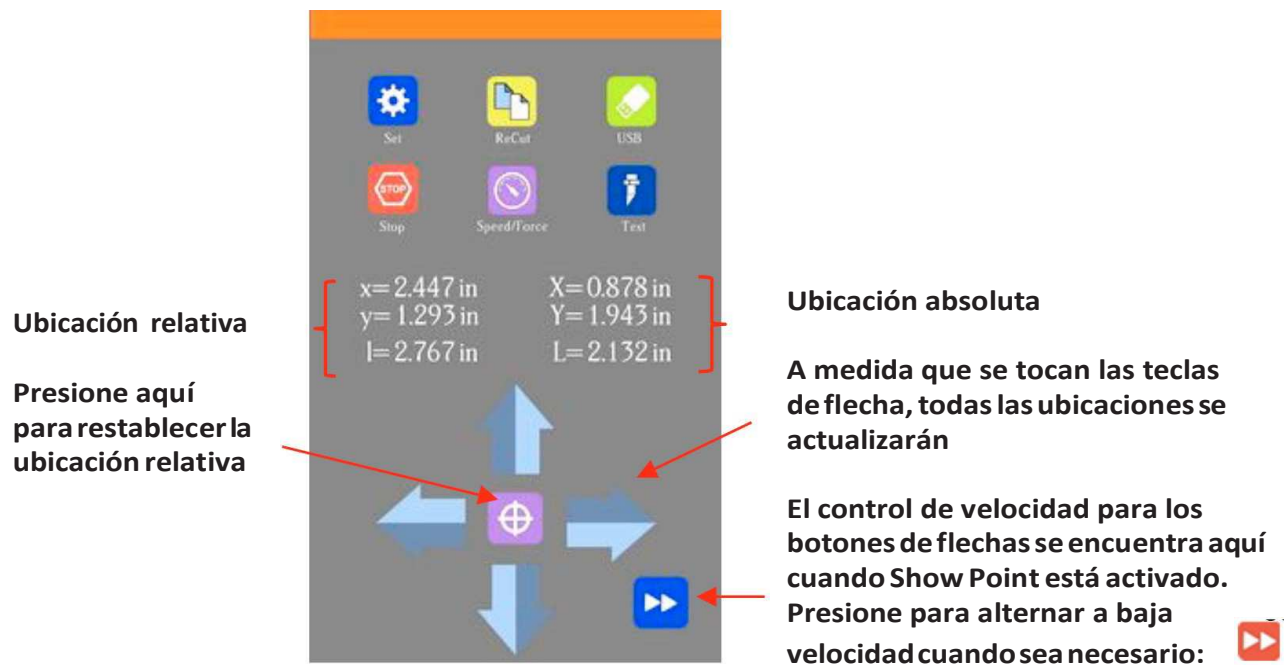 Set
ReCut
USB
STOP
Stop
Speed/Force
Test
x=2.447 in
y=1.293 in
l=2.767 in
X=0.878 in
Y=1.943 in
L=2.132 in
Ubicación relativa
Presione aquí
para restablecer la
ubicación relativa
Ubicación absoluta
A medida que se tocan las teclas
de flecha, todas las ubicaciones se
actualizarán
El control de velocidad para los
botones de flechas se encuentra aquí
cuando Show Point está activado.
Presione para alternar a baja
velocidad cuando sea necesario: